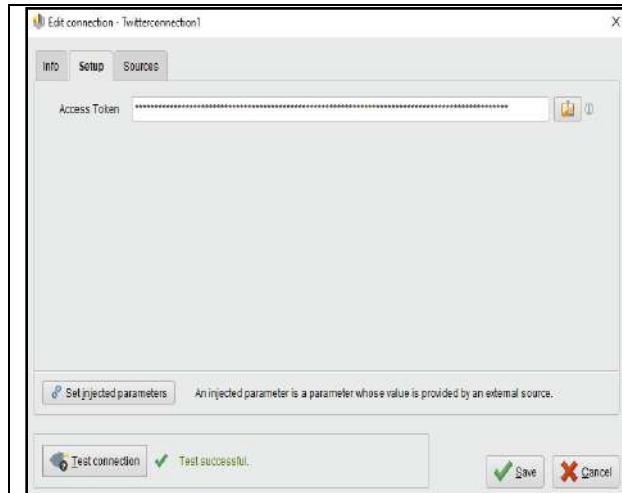 Edit connection - Twitterconnection1
X
Info Setup Sources
Access Token ****************************************************************************************
Set injected parameters An injected parameter is a parameter whose value is provided by an external source.
Test connection Test successful.
Save Cancel